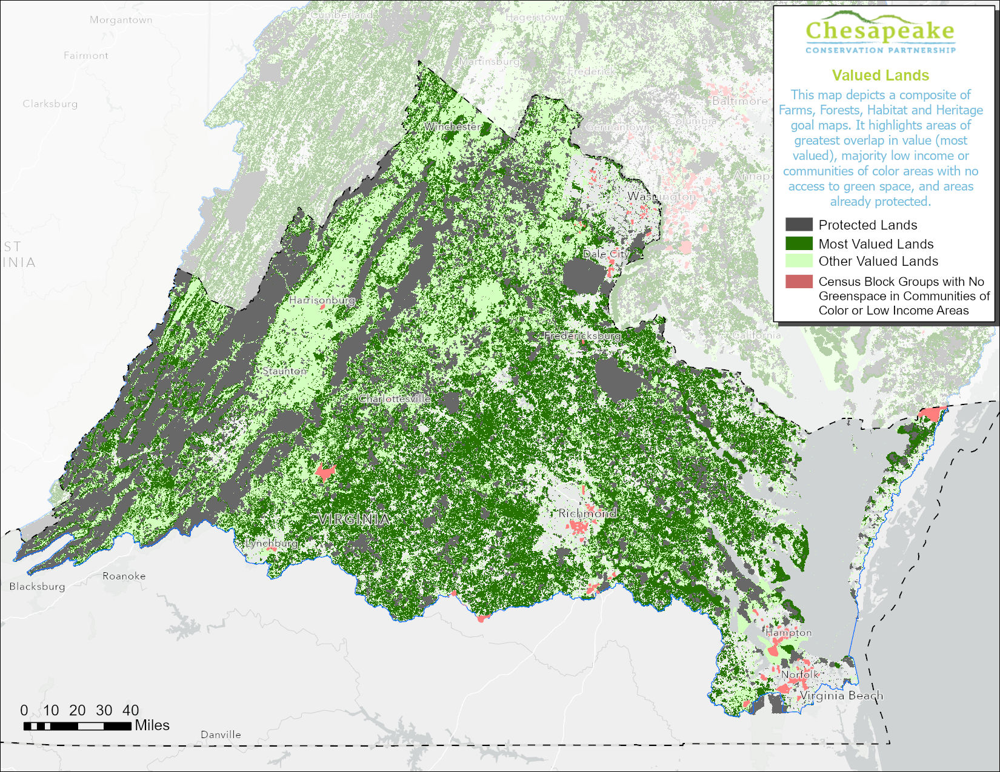 Cumberland
Hagerstown
Morgantown
Fairmont
Martinsburg
Frederick
Clarksburg
Baltimore
Columbia
Winchester
Germantown
Annap
Washington
ST
INIA
Dale City
Harrisonburg
Fredericksburg
California
Staunton
Charlottesville
Richmond
VIRGINIA
Lynchburg
Roanoke
Blacksburg
Hampton
Norfolk
Virginia Beach
Danville
0 10 20 30 40
Miles
Chesapeake
CONSERVATION PARTNERSHIP
Valued Lands
This map depicts a composite of
Farms, Forests, Habitat and Heritage
goal maps. It highlights areas of
greatest overlap in value (most
valued), majority low income or
communities of color areas with no
access to green space, and areas
already protected.
Protected Lands
Most Valued Lands
Other Valued Lands
Census Block Groups with No
Greenspace in Communities of
Color or Low Income Areas